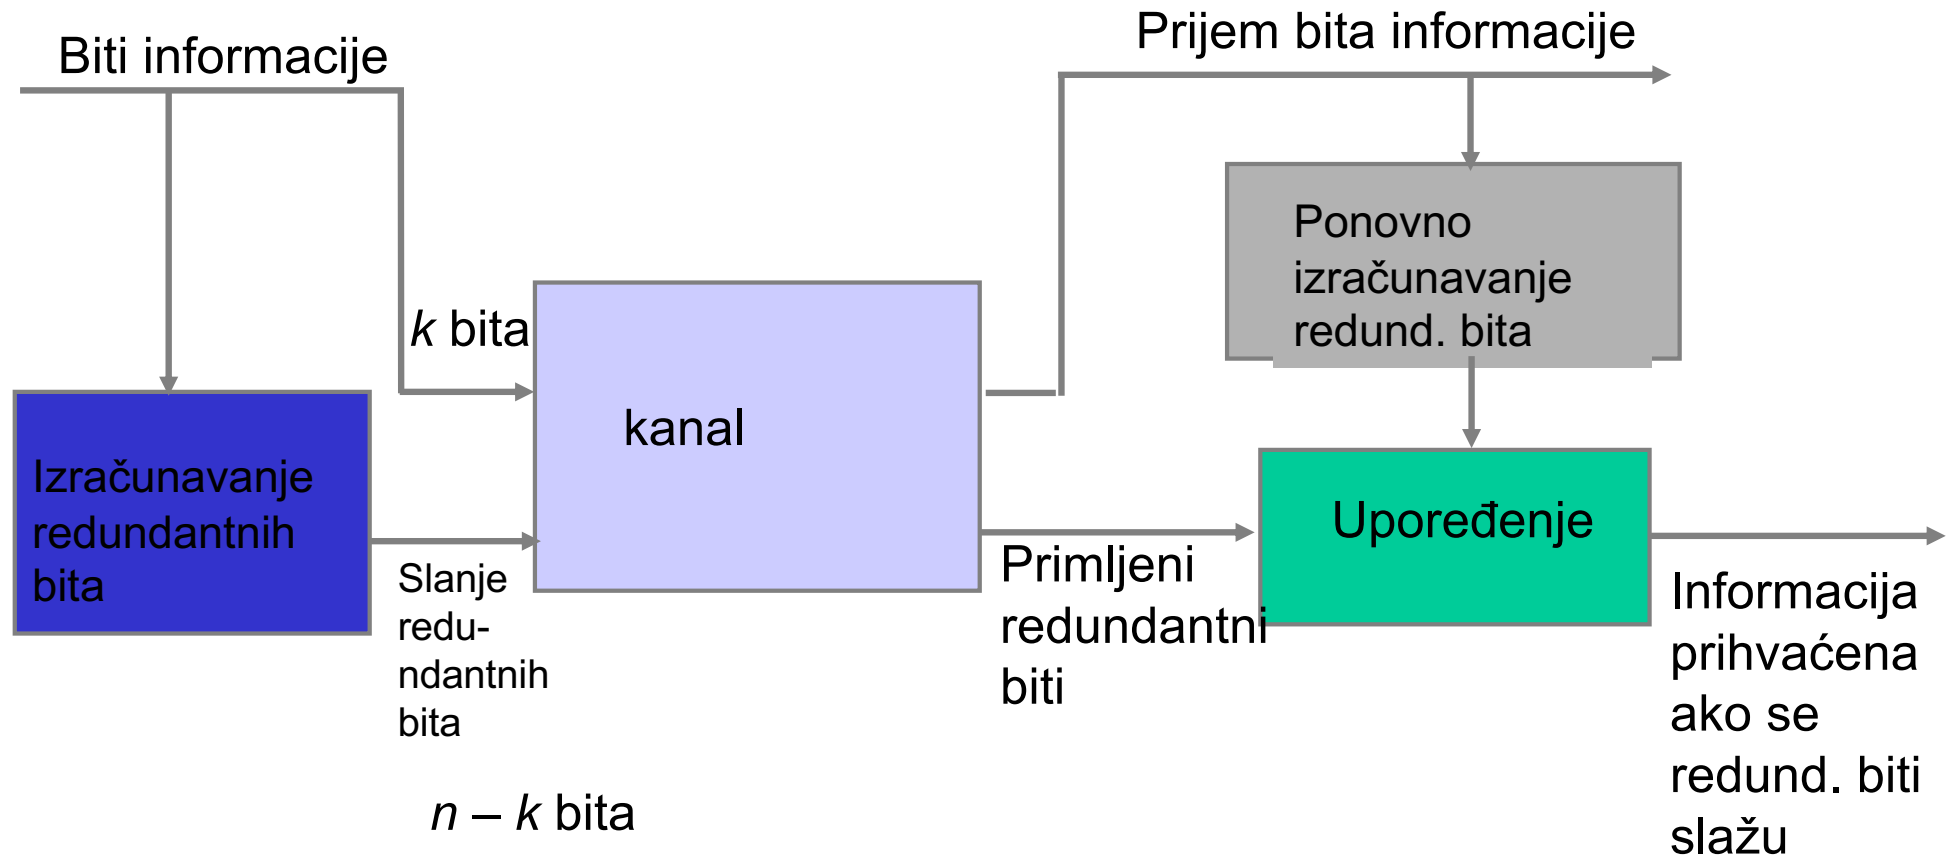 Biti informacije
Prijem bita informacije
Ponovno
izračunavanje
redund. bita
k bita
kanal
Izračunavanje
redundantnih
bita
Upoređenje
Slanje
redu-
ndantnih
bita
Primljeni
redundantni
biti
Informacija
prihvaćena
ako se
redund. biti
slažu
n – k bita